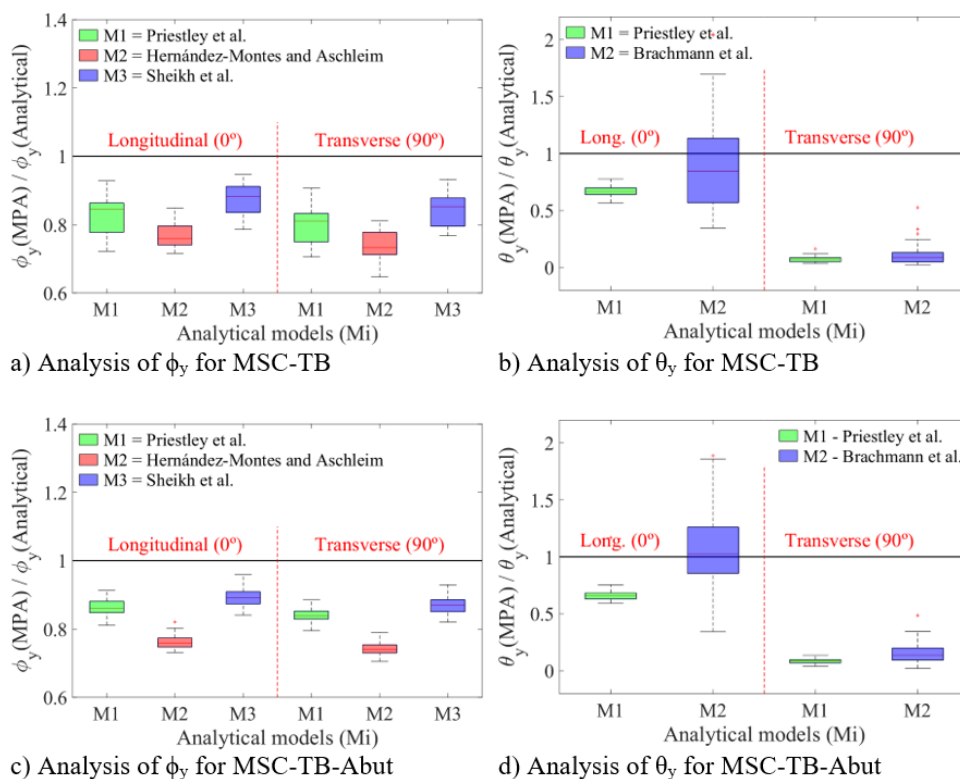 1.4
1
0.8
0.6
ϕy(MPA) / ϕy(Analytical)
M1 = Priestley et al.
M2 = Hernández-Montes and Aschleim
M3 = Sheikh et al.
Longitudinal (0º)
Transverse (90º)
M1 M2 M3 M1 M2 M3
Analytical models (Mi)
a) Analysis of ϕy for MSC-TB
2
1.5
1
0.5
0
θy(MPA) / θy(Analytical)
M1 = Priestley et al.
M2 = Brachmann et al.
Long. (0º)
Transverse (90º)
M1 M2 M1 M2
Analytical models (Mi)
b) Analysis of θy for MSC-TB
1.4
1
0.8
0.6
ϕy(MPA) / ϕy(Analytical)
M1 = Priestley et al.
M2 = Hernández-Montes and Aschleim
M3 = Sheikh et al.
Longitudinal (0º)
Transverse (90º)
M1 M2 M3 M1 M2 M3
Analytical models (Mi)
c) Analysis of ϕy for MSC-TB-Abut
2
1.5
1
0.5
0
θy(MPA) / θy(Analytical)
M1 - Priestley et al.
M2 - Brachmann et al.
Long. (0º)
Transverse (90º)
M1 M2 M1 M2
Analytical models (Mi)
d) Analysis of θy for MSC-TB-Abut